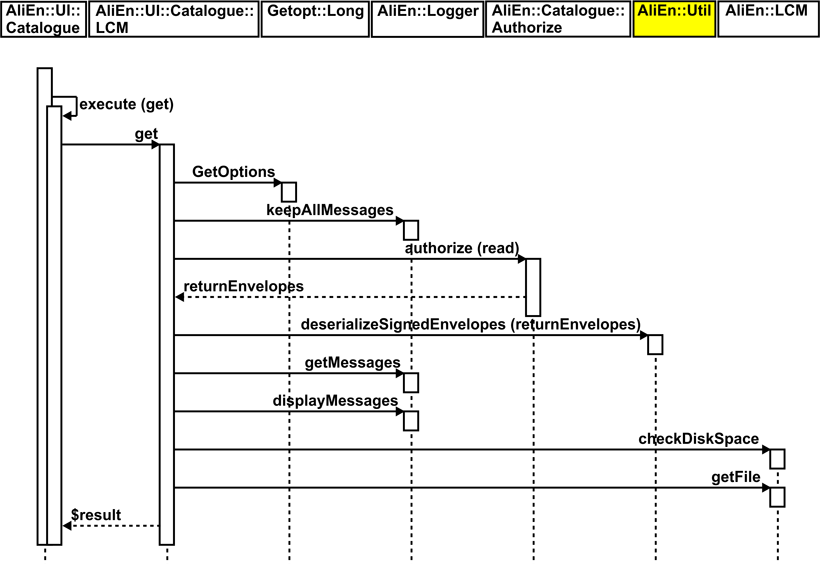 AliEn::UI::
Catalogue
AliEn::UI::Catalogue::
LCM
Getopt::Long
AliEn::Logger
AliEn::Catalogue::
Authorize
AliEn::Util
AliEn::LCM
execute (get)
get
GetOptions
keepAllMessages
authorize (read)
returnEnvelopes
deserializeSignedEnvelopes (returnEnvelopes)
getMessages
displayMessages
checkDiskSpace
getFile
$result